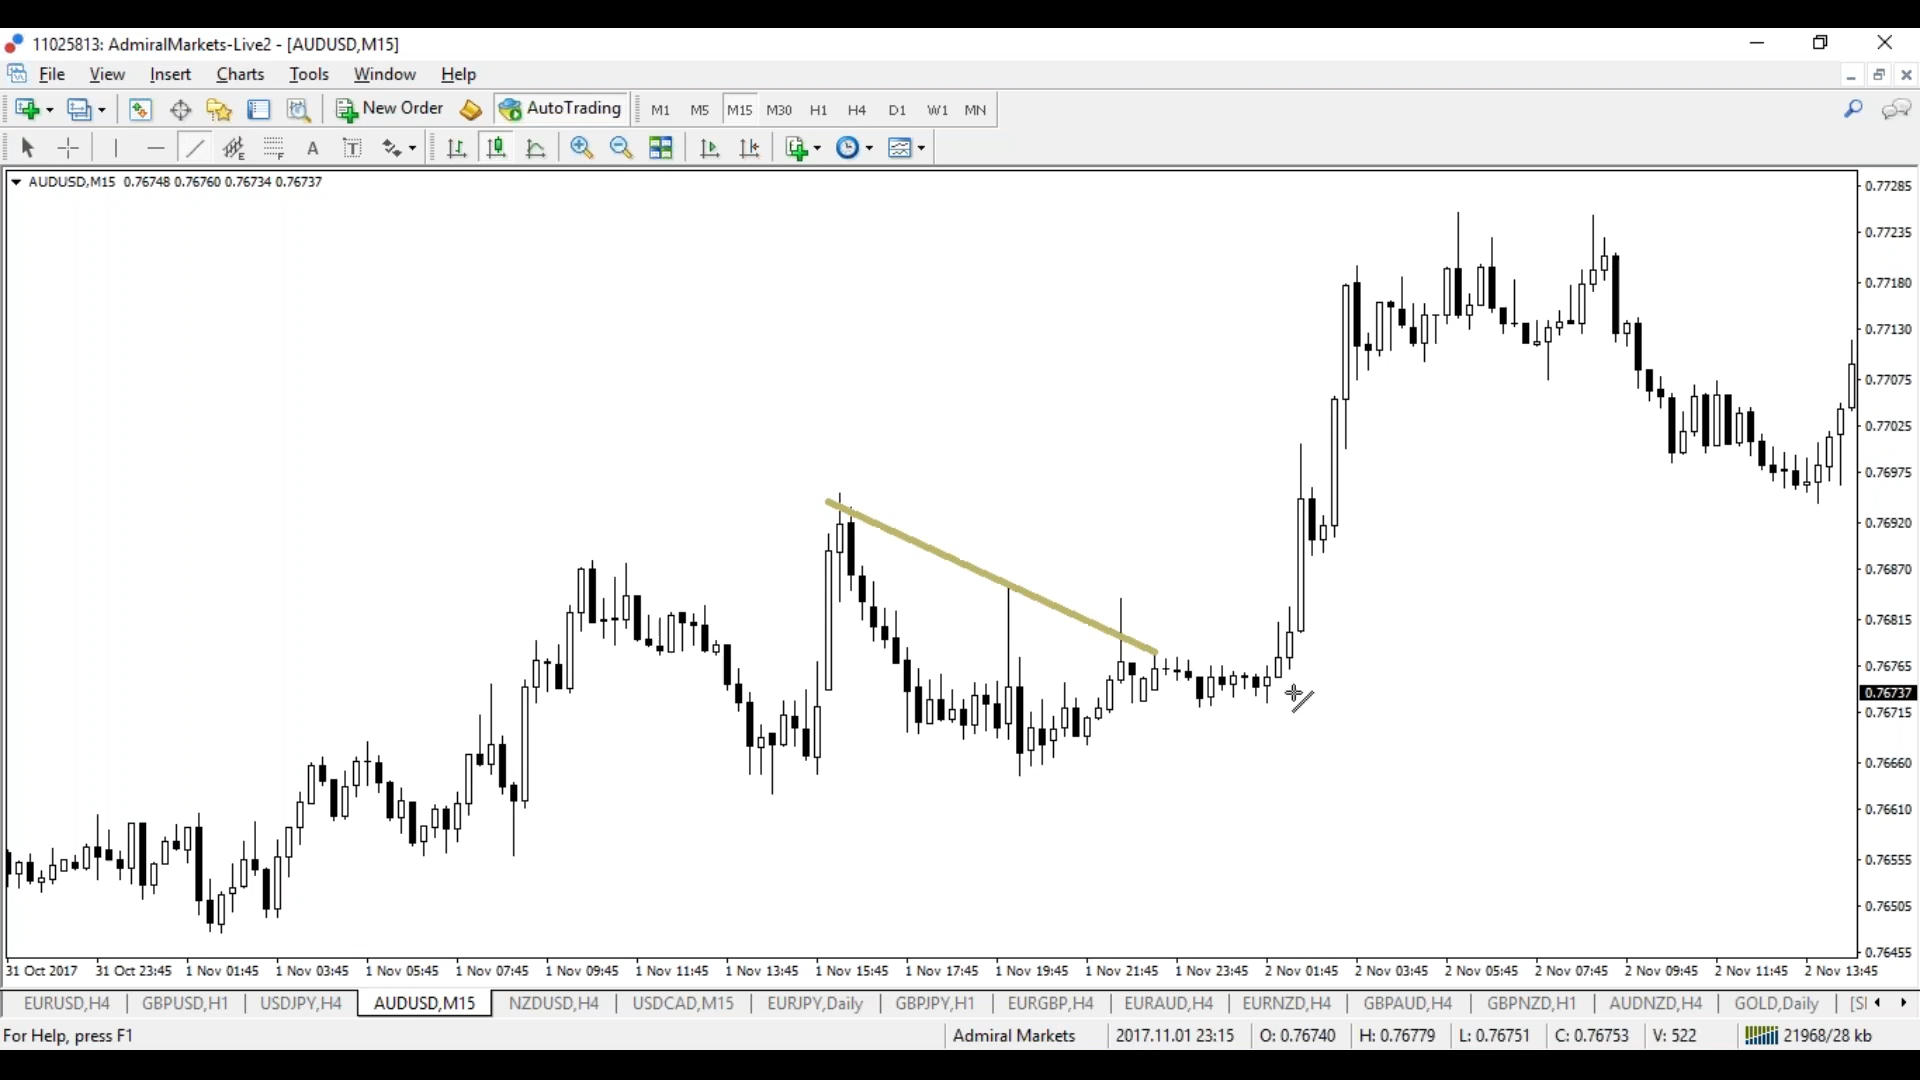 11025813: AdmiralMarkets-Live2 - [AUDUSD,M15]
File View Insert Charts Tools Window Help
New Order AutoTrading M1 M5 M15 M30 H1 H4 D1 W1 MN
E F A T
AUDUSD,M15 0.76748 0.76760 0.76734 0.76737
0.77285
0.77235
0.77180
0.77130
0.77075
0.77025
0.76975
0.76920
0.76870
0.76815
0.76765
0.76737
0.76715
0.76660
0.76610
0.76555
0.76505
0.76455
31 Oct 2017 31 Oct 23:45 1 Nov 01:45 1 Nov 03:45 1 Nov 05:45 1 Nov 07:45 1 Nov 09:45 1 Nov 11:45 1 Nov 13:45 1 Nov 15:45 1 Nov 17:45 1 Nov 19:45 1 Nov 21:45 1 Nov 23:45 2 Nov 01:45 2 Nov 03:45 2 Nov 05:45 2 Nov 07:45 2 Nov 09:45 2 Nov 11:45 2 Nov 13:45
EURUSD,H4 GBPUSD,H1 USDJPY,H4 AUDUSD,M15 NZDUSD,H4 USDCAD,M15 EURJPY,Daily GBPJPY,H1 EURGBP,H4 EURAUD,H4 EURNZD,H4 GBPAUD,H4 GBPNZD,H1 AUDNZD,H4 GOLD,Daily
For Help, press F1 Admiral Markets 2017.11.01 23:15 O: 0.76740 H: 0.76779 L: 0.76751 C: 0.76753 V: 522 21968/28 kb